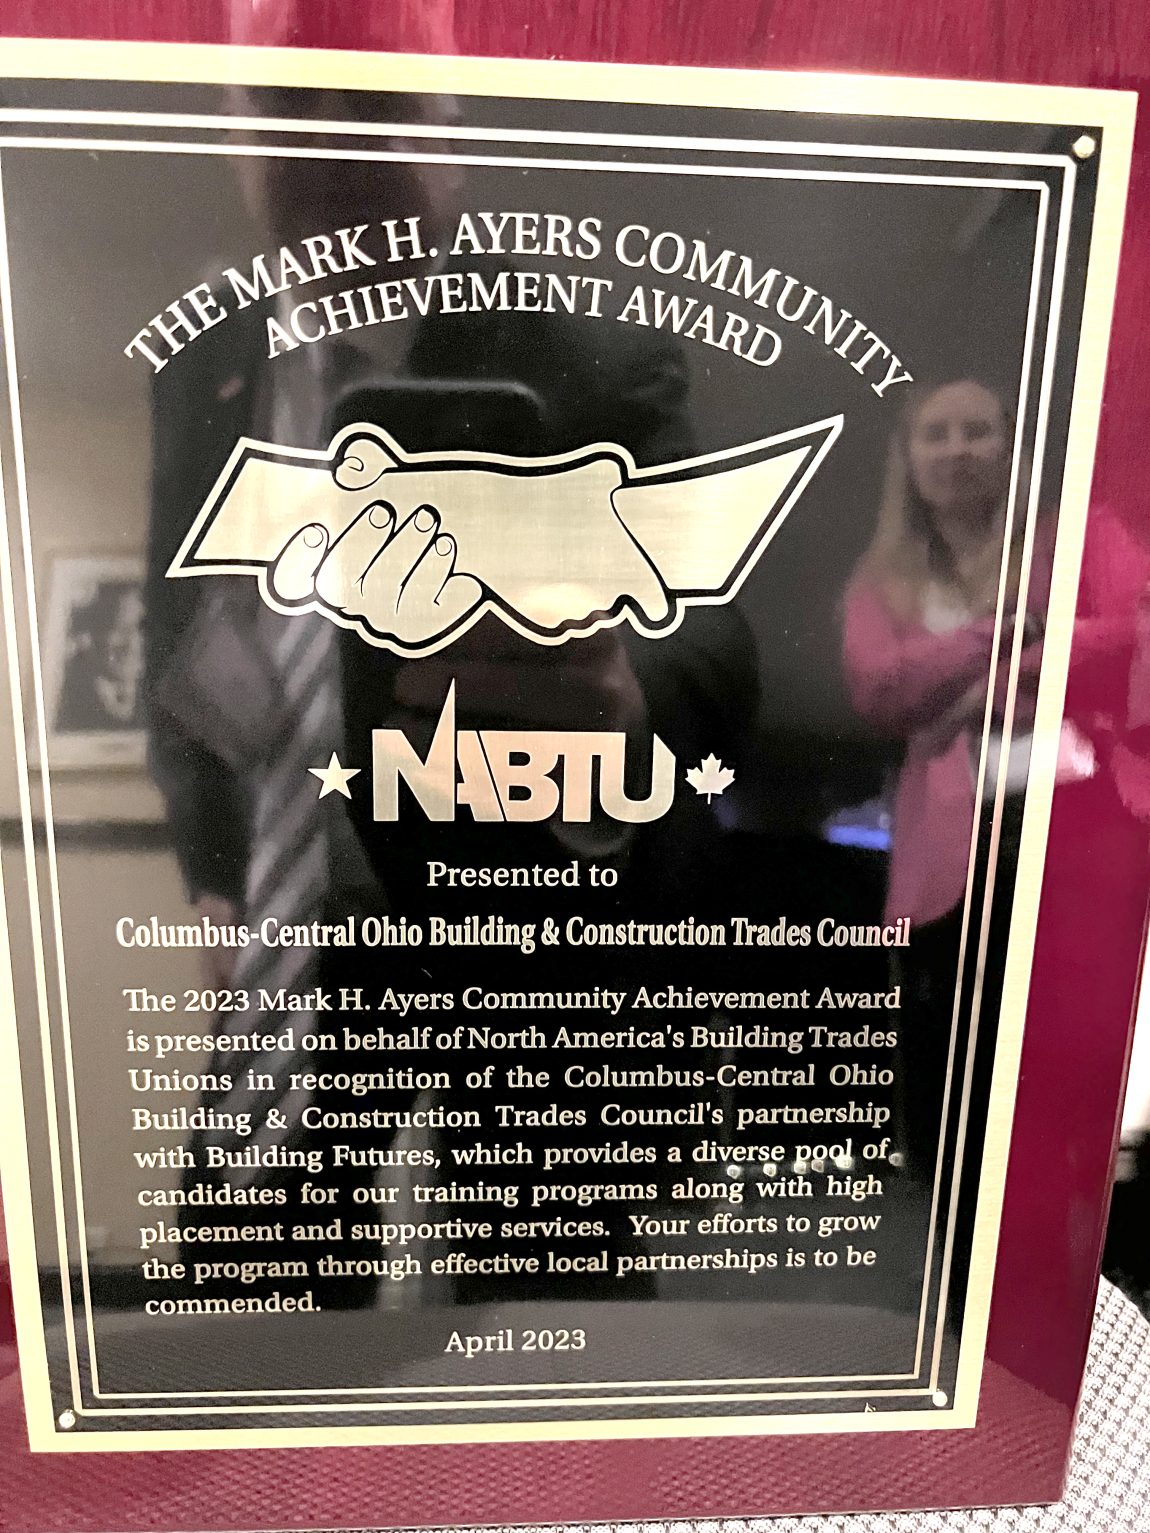 THE MARK H. AYERS COMMUNITY
ACHIEVEMENT AWARD
NABTU
Presented to
Columbus-Central Ohio Building & Construction Trades Council
The 2023 Mark H. Ayers Community Achievement Award
is presented on behalf of North America's Building Trades
Unions in recognition of the Columbus-Central Ohio
Building & Construction Trades Council's partnership
with Building Futures, which provides a diverse pool of
candidates for our training programs along with high
placement and supportive services. Your efforts to grow
the program through effective local partnerships is to be
commended.
April 2023